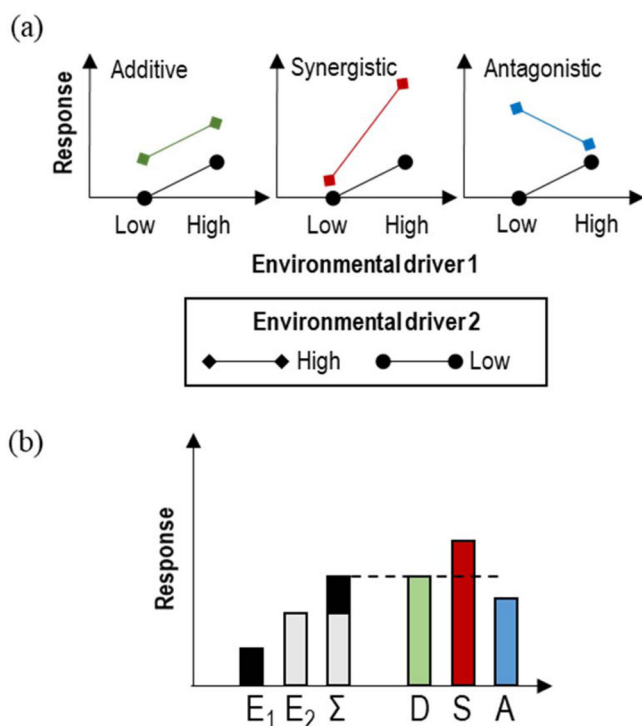 (a)
Additive
Synergistic
Antagonistic
Response
Low High
Low High
Low High
Environmental driver 1
Environmental driver 2
High Low
(b)
Response
E1 E2 Σ D S A